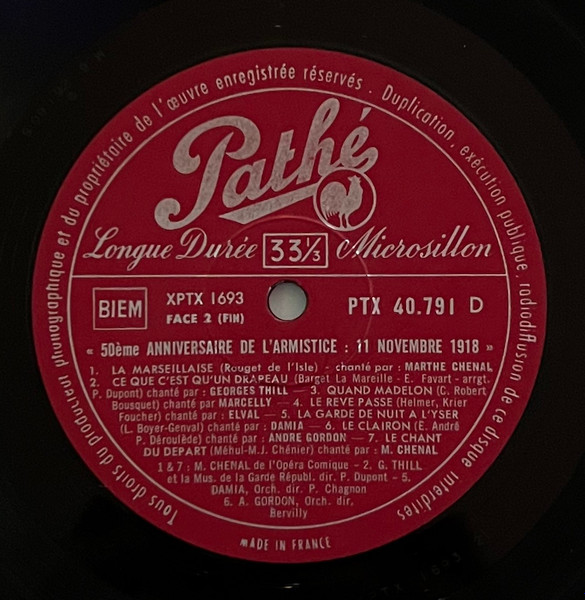 Tous droits du producteur phonographique et du propriétaire de l'œuvre enregistrée réservés. Duplication, exécution publique, radiodiffusion de ce disque interdites
Pathé
Longue Durée 33⅓ Microsillon
BIEM
XPTX 1693
FACE 2 (FIN)
PTX 40.791 D
« 50ème ANNIVERSAIRE DE L'ARMISTICE : 11 NOVEMBRE 1918 »
1. LA MARSEILLAISE (Rouget de l'Isle) - chanté par : MARTHE CHENAL
2. CE QUE C'EST QU'UN DRAPEAU (Barget La Mareille - E. Favart - arrgt.
P. Dupont) chanté par : GEORGES THILL - 3. QUAND MADELON (C. Robert
Bousquet) chanté par : MARCELLY - 4. LE REVE PASSE (Helmer, Krier
Foucher) chanté par : ELVAL - 5. LA GARDE DE NUIT A L'YSER
(L. Boyer-Genval) chanté par : DAMIA - 6. LE CLAIRON (E. André
P. Déroulède) chanté par : ANDRE GORDON - 7. LE CHANT
DU DEPART (Méhul-M.J. Chénier) chanté par : M. CHENAL
1 & 7 : M. CHENAL de l'Opéra Comique - 2. G. THILL
et la Mus. de la Garde Républ. dir. P. Dupont - 5.
DAMIA, Orch. dir. P. Chagnon
6. A. GORDON, Orch. dir.
Bervilly
MADE IN FRANCE